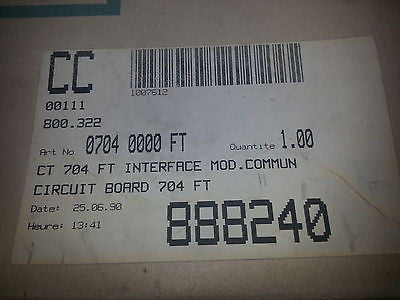 CC
00111
1007612
800.322
Art No 0704 0000 FT Quantite 1.00
CT 704 FT INTERFACE MOD.COMMUN
CIRCUIT BOARD 704 FT
Date: 25.06.90
Heure: 13:41
888240